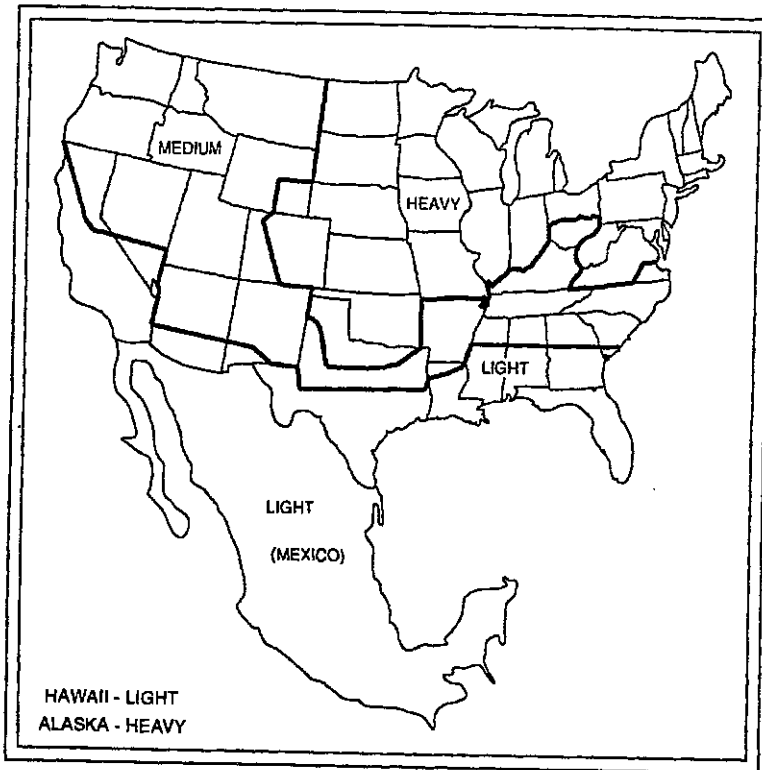 MEDIUM
HEAVY
LIGHT
LIGHT
(MEXICO)
HAWAII - LIGHT
ALASKA - HEAVY